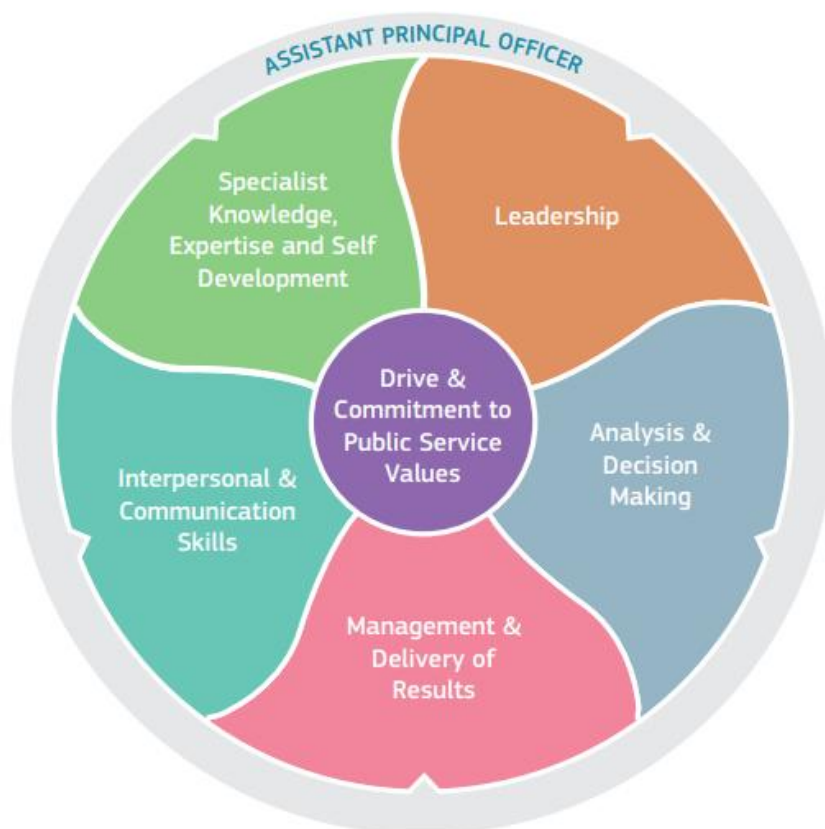 ASSISTANT PRINCIPAL OFFICER
Specialist
Knowledge,
Expertise and Self
Development
Leadership
Drive &
Commitment to
Public Service
Values
Analysis &
Decision
Making
Interpersonal &
Communication
Skills
Management &
Delivery of
Results